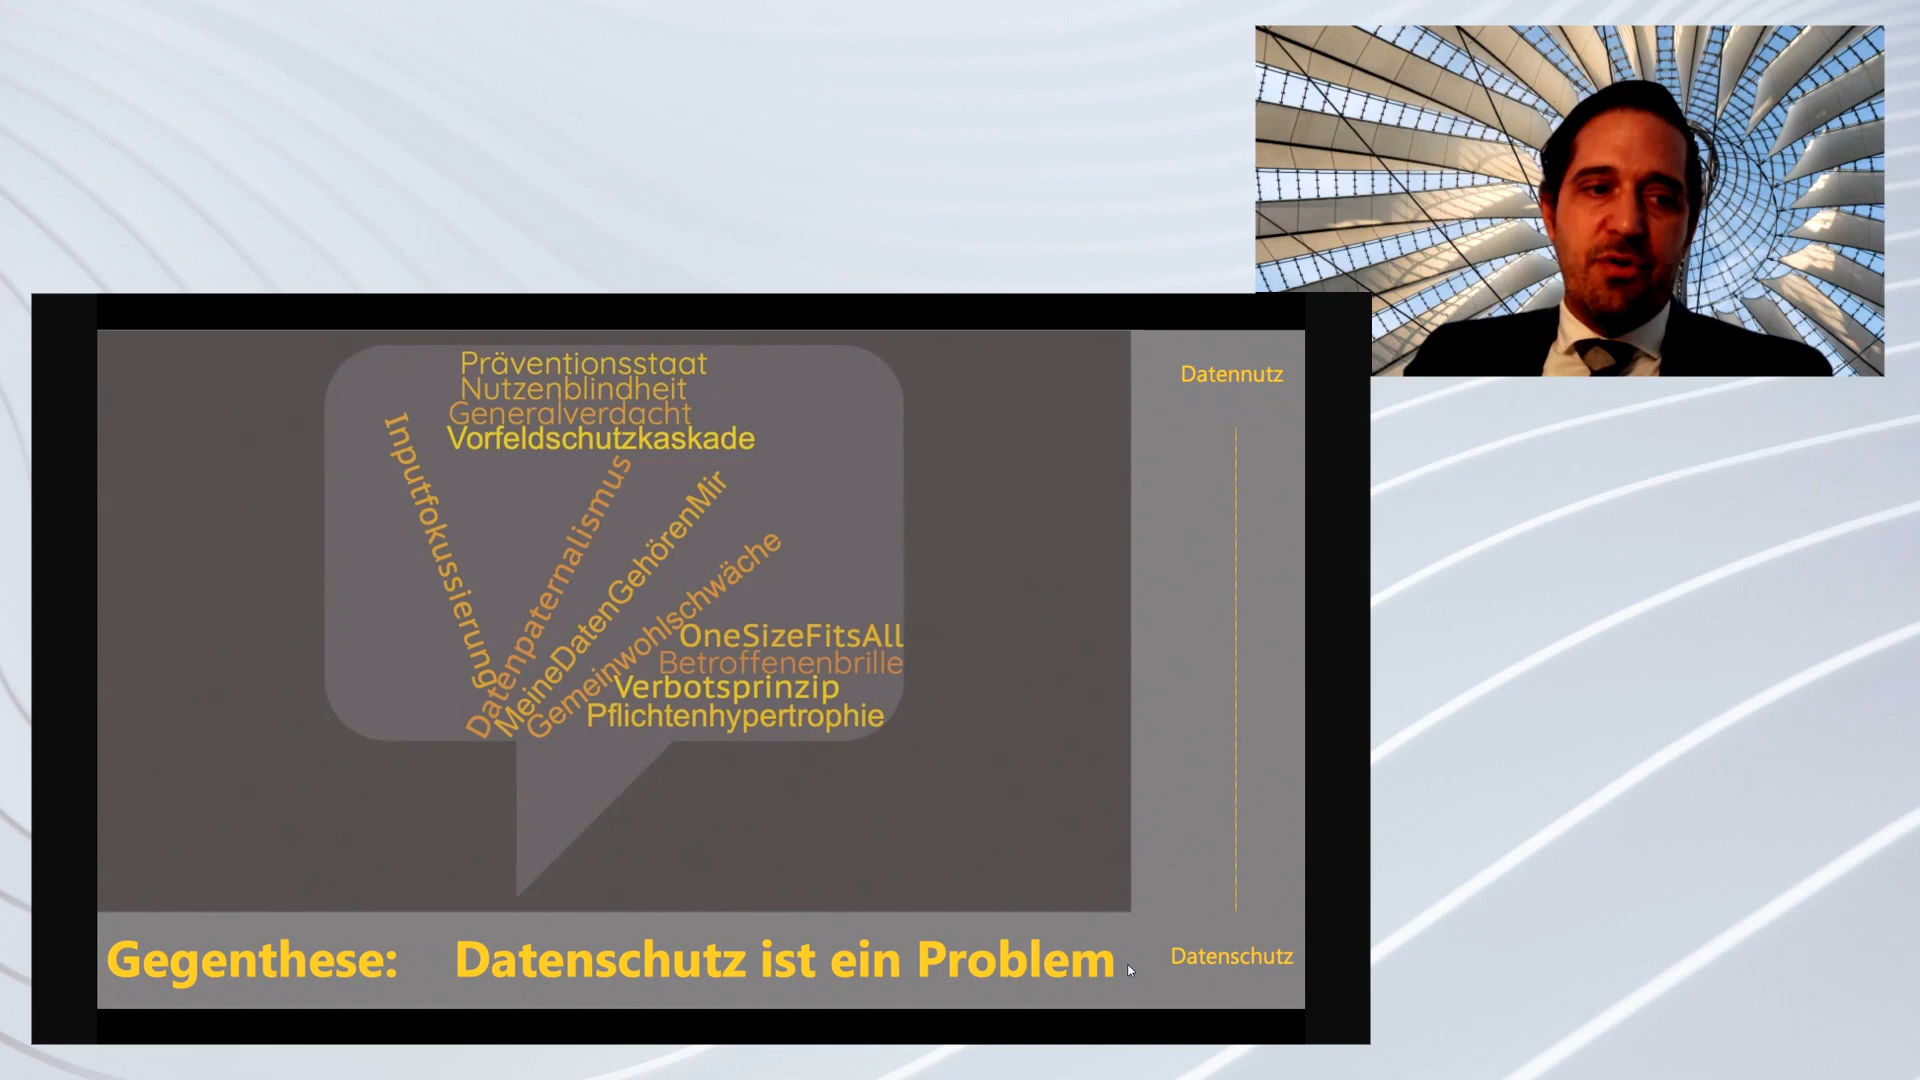 Präventionsstaat
Nutzenblindheit
Generalverdacht
Vorfeldschutzkaskade
Inputfokussierung
Datenpaternalismus
MeineDatenGehörenMir
Gemeinwohlschwäche
OneSizeFitsAll
Betroffenenbrille
Verbotsprinzip
Pflichtenhypertrophie
Datennutz
Datenschutz
Gegenthese: Datenschutz ist ein Problem